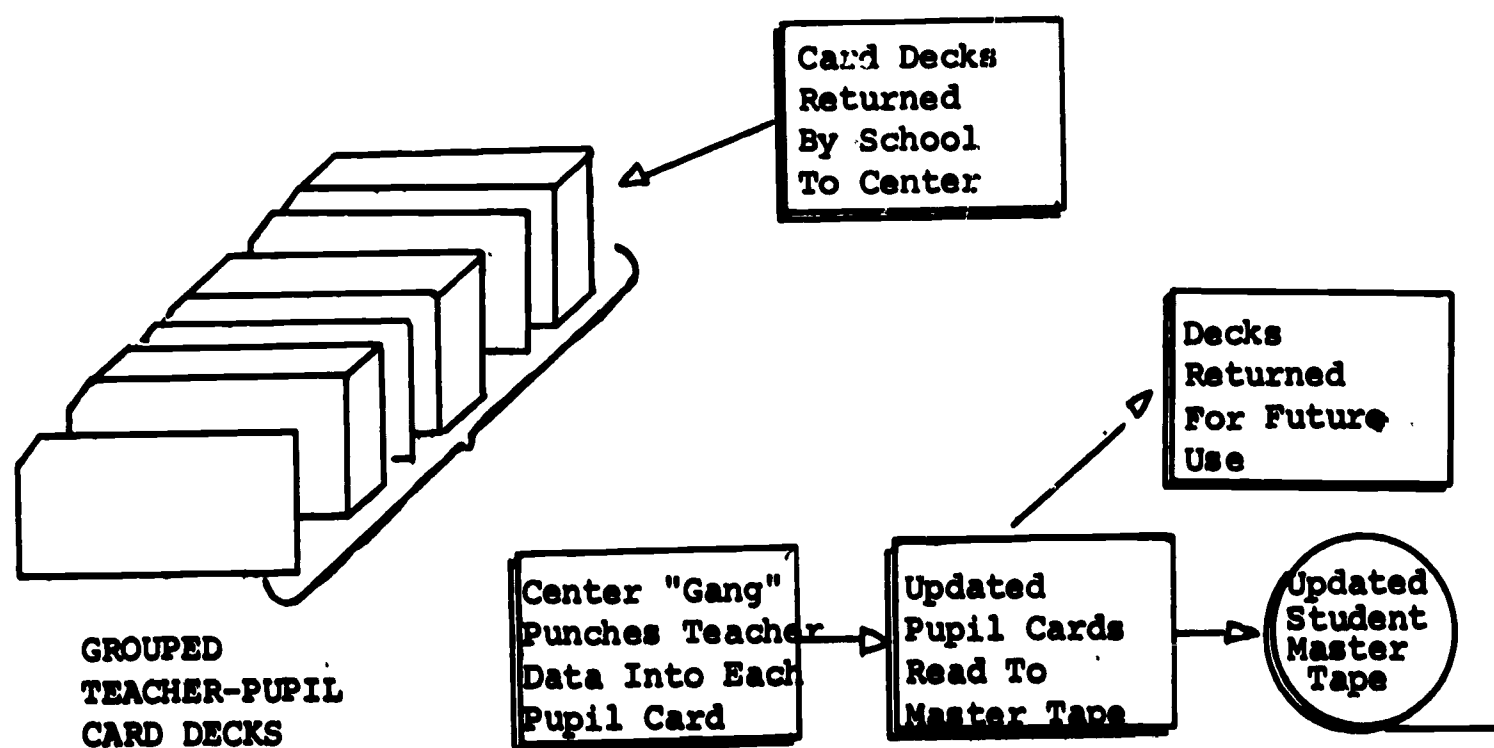 Card Decks
Returned
By School
To Center
Decks
Returned
For Future
Use
GROUPED
TEACHER-PUPIL
CARD DECKS
Center "Gang"
Punches Teacher
Data Into Each
Pupil Card
Updated
Pupil Cards
Read To
Master Tape
Updated
Student
Master
Tape